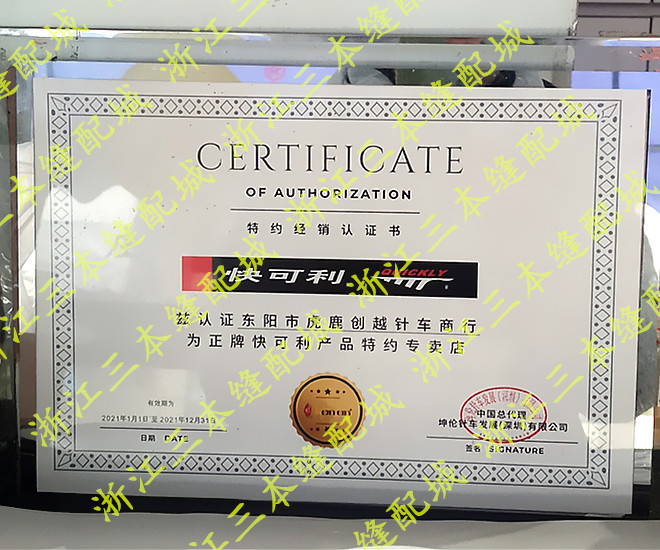 CERTIFICATE
OF AUTHORIZATION
特约经销认证书
快可利 QUICKLY
兹认证东阳市虎鹿创越针车商行
为正牌快可利产品特约专卖店
有效期为
2021年1月1日至2021年12月31日
日期 DATE
中国总代理
坤伦针车发展(深圳)有限公司
签名 SIGNATURE
浙江三本缝配城